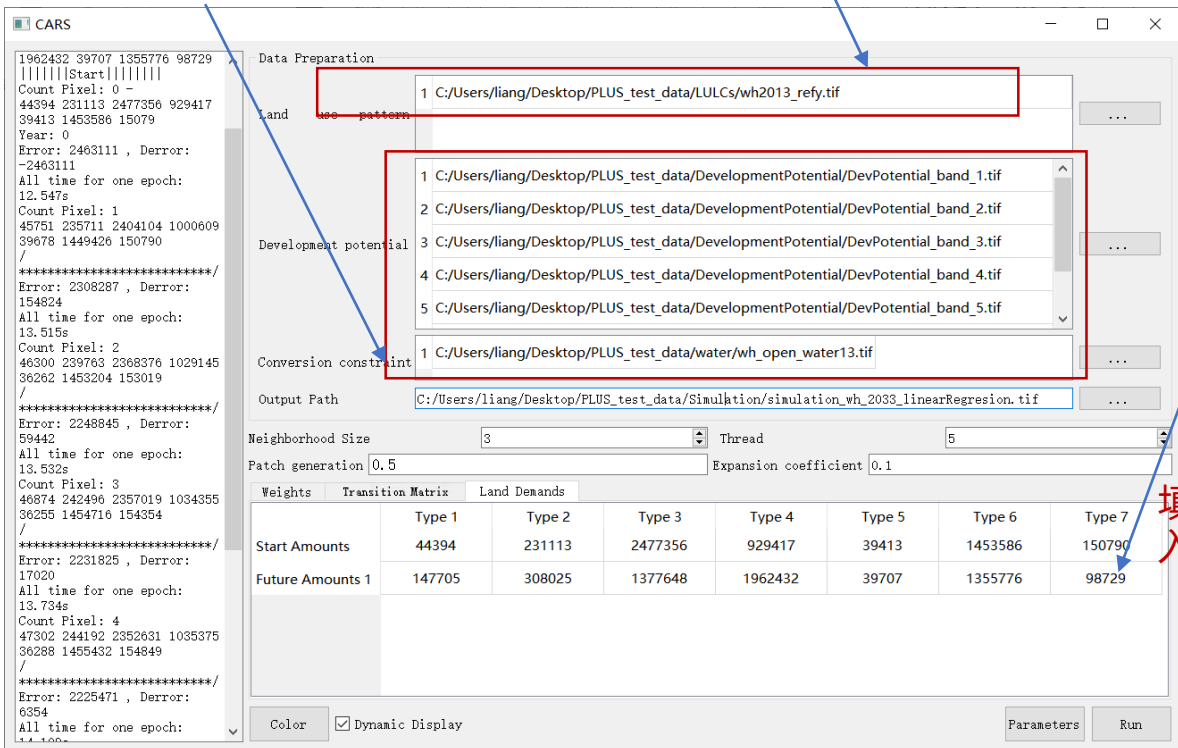 CARS
1962432 39707 1355776 98729
|||||||Start||||||||
Count Pixel: 0 -
44394 231113 2477356 929417
39413 1453586 15079
Year: 0
Error: 2463111 , Derror:
-2463111
All time for one epoch:
12.547s
Count Pixel: 1
45751 235711 2404104 1000609
39678 1449426 150790
/
***************************/
Error: 2308287 , Derror:
154824
All time for one epoch:
13.515s
Count Pixel: 2
46300 239763 2368376 1029145
36262 1453204 153019
/
***************************/
Error: 2248845 , Derror:
59442
All time for one epoch:
13.532s
Count Pixel: 3
46874 242496 2357019 1034355
36255 1454716 154354
/
***************************/
Error: 2231825 , Derror:
17020
All time for one epoch:
13.734s
Count Pixel: 4
47302 244192 2352631 1035375
36288 1455432 154849
/
***************************/
Error: 2225471 , Derror:
6354
All time for one epoch:
Data Preparation
Land use pattern
1 C:/Users/liang/Desktop/PLUS_test_data/LULCs/wh2013_refy.tif
...
Development potential
1 C:/Users/liang/Desktop/PLUS_test_data/DevelopmentPotential/DevPotential_band_1.tif
2 C:/Users/liang/Desktop/PLUS_test_data/DevelopmentPotential/DevPotential_band_2.tif
3 C:/Users/liang/Desktop/PLUS_test_data/DevelopmentPotential/DevPotential_band_3.tif
4 C:/Users/liang/Desktop/PLUS_test_data/DevelopmentPotential/DevPotential_band_4.tif
5 C:/Users/liang/Desktop/PLUS_test_data/DevelopmentPotential/DevPotential_band_5.tif
...
Conversion constraint
1 C:/Users/liang/Desktop/PLUS_test_data/water/wh_open_water13.tif
...
Output Path C:/Users/liang/Desktop/PLUS_test_data/Simulation/simulation_wh_2033_linearRegresion.tif ...
Neighborhood Size 3 Thread 5
Patch generation 0.5 Expansion coefficient 0.1
Weights Transition Matrix Land Demands
Type 1 Type 2 Type 3 Type 4 Type 5 Type 6 Type 7
Start Amounts 44394 231113 2477356 929417 39413 1453586 150790
Future Amounts 1 147705 308025 1377648 1962432 39707 1355776 98729
填
入
Color Dynamic Display Parameters Run